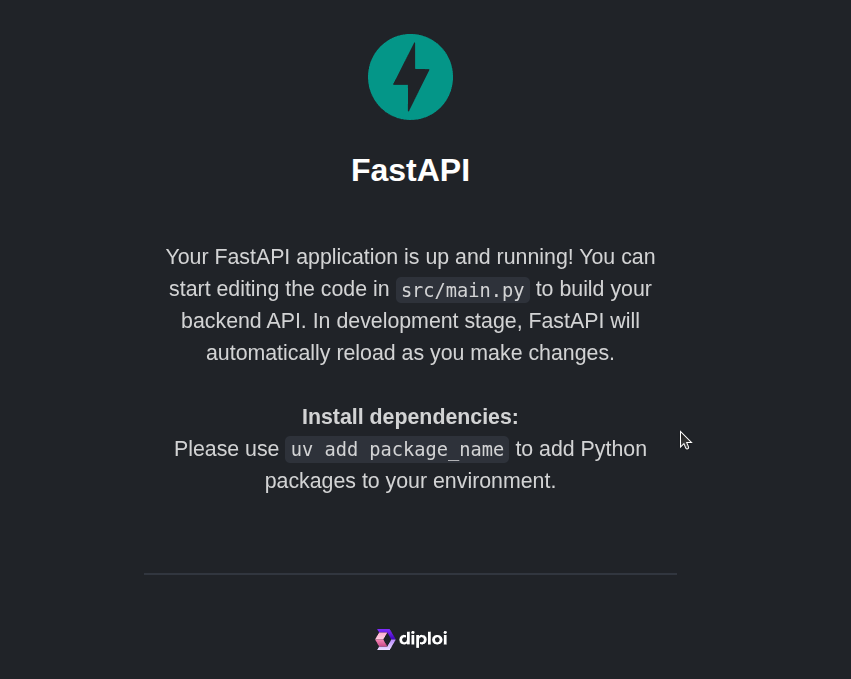 FastAPI
Your FastAPI application is up and running! You can
start editing the code in src/main.py to build your
backend API. In development stage, FastAPI will
automatically reload as you make changes.
Install dependencies:
Please use uv add package_name to add Python
packages to your environment.
diploi